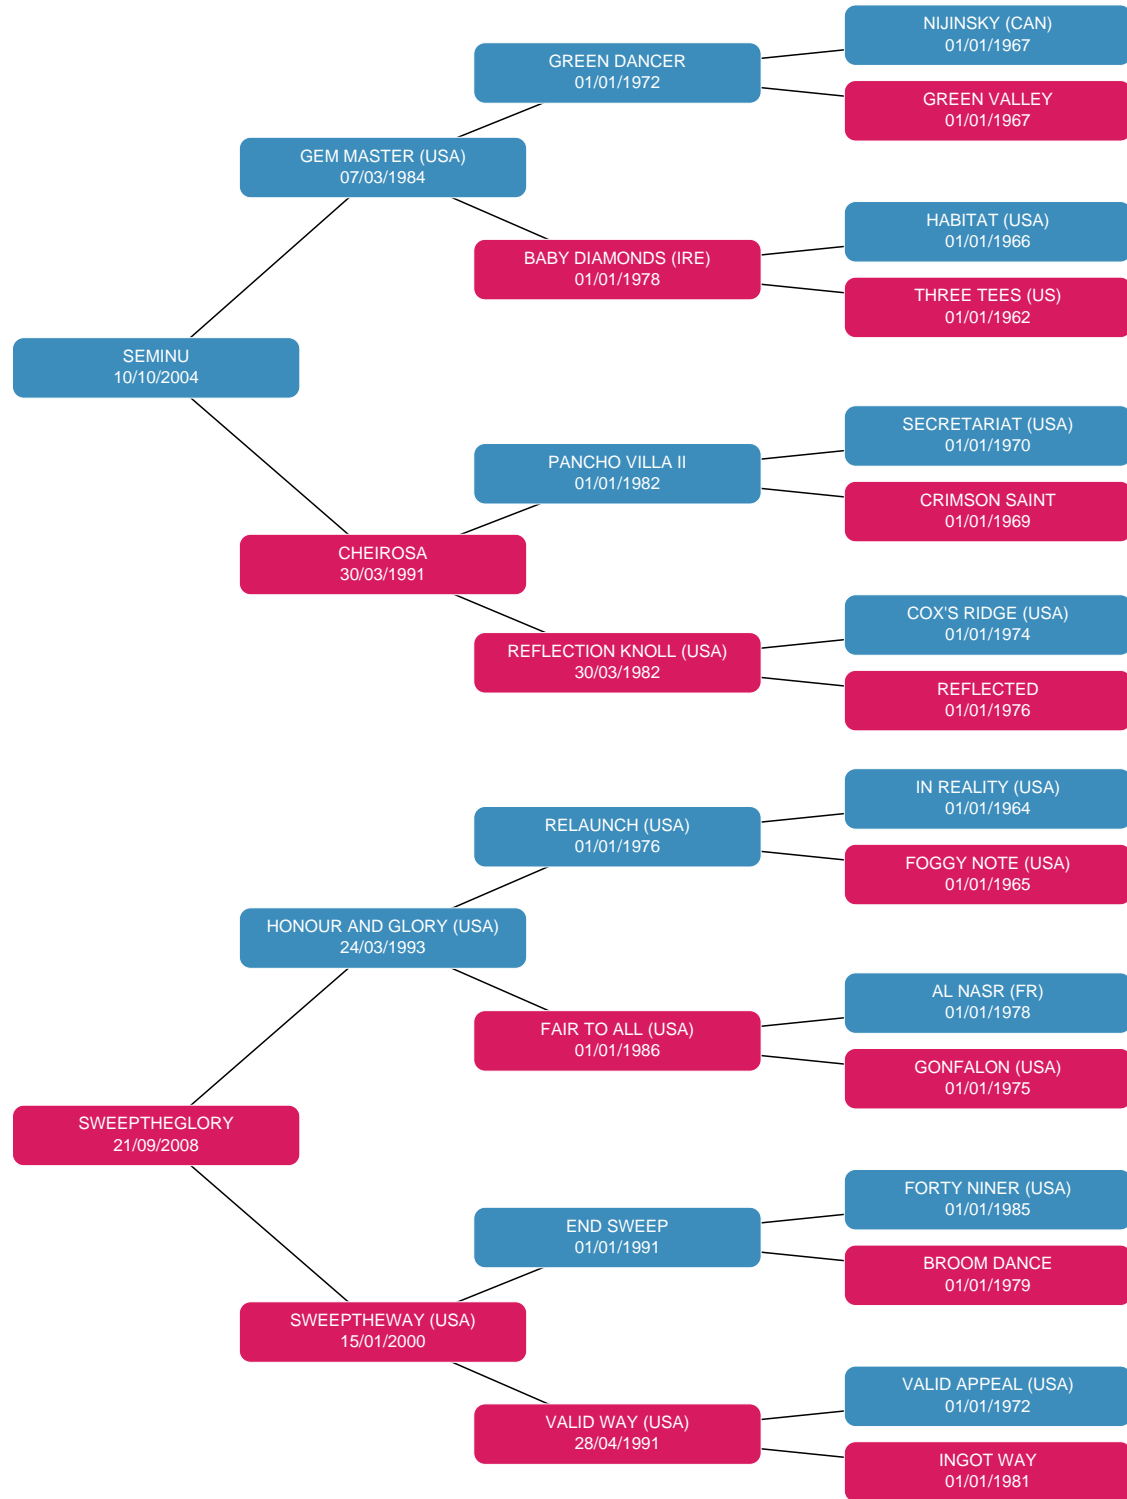 NIJINSKY (CAN)
01/01/1967
GREEN DANCER
01/01/1972
GREEN VALLEY
01/01/1967
GEM MASTER (USA)
07/03/1984
HABITAT (USA)
01/01/1966
BABY DIAMONDS (IRE)
01/01/1978
THREE TEES (US)
01/01/1962
SEMINU
10/10/2004
SECRETARIAT (USA)
01/01/1970
PANCHO VILLA II
01/01/1982
CRIMSON SAINT
01/01/1969
CHEIROSA
30/03/1991
COX'S RIDGE (USA)
01/01/1974
REFLECTION KNOLL (USA)
30/03/1982
REFLECTED
01/01/1976
IN REALITY (USA)
01/01/1964
RELAUNCH (USA)
01/01/1976
FOGGY NOTE (USA)
01/01/1965
HONOUR AND GLORY (USA)
24/03/1993
AL NASR (FR)
01/01/1978
FAIR TO ALL (USA)
01/01/1986
GONFALON (USA)
01/01/1975
SWEEPTHEGLORY
21/09/2008
FORTY NINER (USA)
01/01/1985
END SWEEP
01/01/1991
BROOM DANCE
01/01/1979
SWEEPTHEWAY (USA)
15/01/2000
VALID APPEAL (USA)
01/01/1972
VALID WAY (USA)
28/04/1991
INGOT WAY
01/01/1981